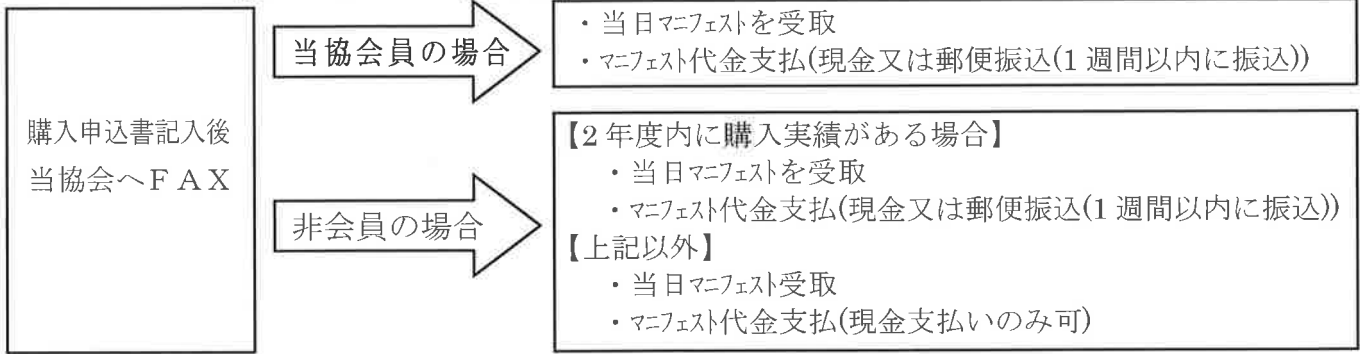 購入申込書記入後
当協会へＦＡＸ
当協会員の場合
・当日ﾏﾆﾌｪｽﾄを受取
・ﾏﾆﾌｪｽﾄ代金支払(現金又は郵便振込(1週間以内に振込))
非会員の場合
【2年度内に購入実績がある場合】
・当日ﾏﾆﾌｪｽﾄを受取
・ﾏﾆﾌｪｽﾄ代金支払(現金又は郵便振込(1週間以内に振込))
【上記以外】
・当日ﾏﾆﾌｪｽﾄ受取
・ﾏﾆﾌｪｽﾄ代金支払(現金支払いのみ可)